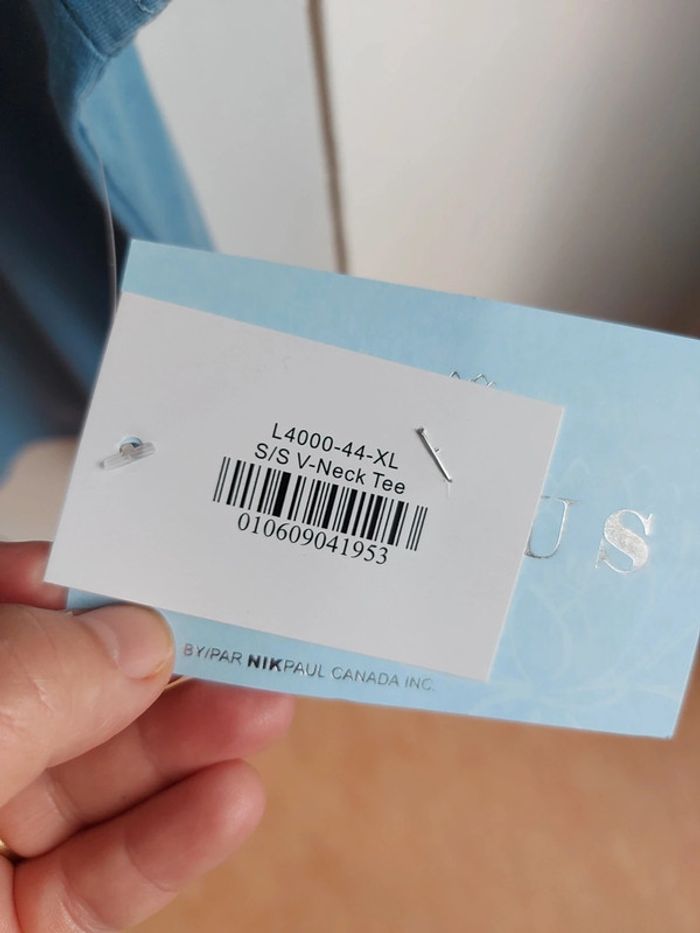 L4000-44-XL
S/S V-Neck Tee
010609041953
US
BY/PAR NIKPAUL CANADA INC.